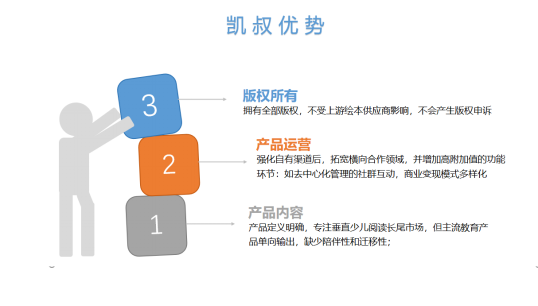 凯叔优势
3
版权所有
拥有全部版权，不受上游绘本供应商影响，不会产生版权申诉
2
产品运营
强化自有渠道后，拓宽横向合作领域，并增加高附加值的功能
环节：如去中心化管理的社群互动，商业变现模式多样化
1
产品内容
产品定义明确，专注垂直少儿阅读长尾市场，但主流教育产
品单向输出，缺少陪伴性和迁移性；